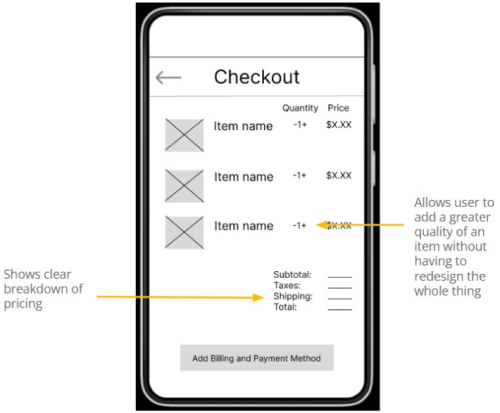 Checkout
Quantity Price
Item name -1+ $X.XX
Item name -1+ $X.XX
Item name -1+ $X.XX
Allows user to
add a greater
quality of an
item without
having to
redesign the
whole thing
Shows clear
breakdown of
pricing
Subtotal:
Taxes:
Shipping:
Total:
Add Billing and Payment Method